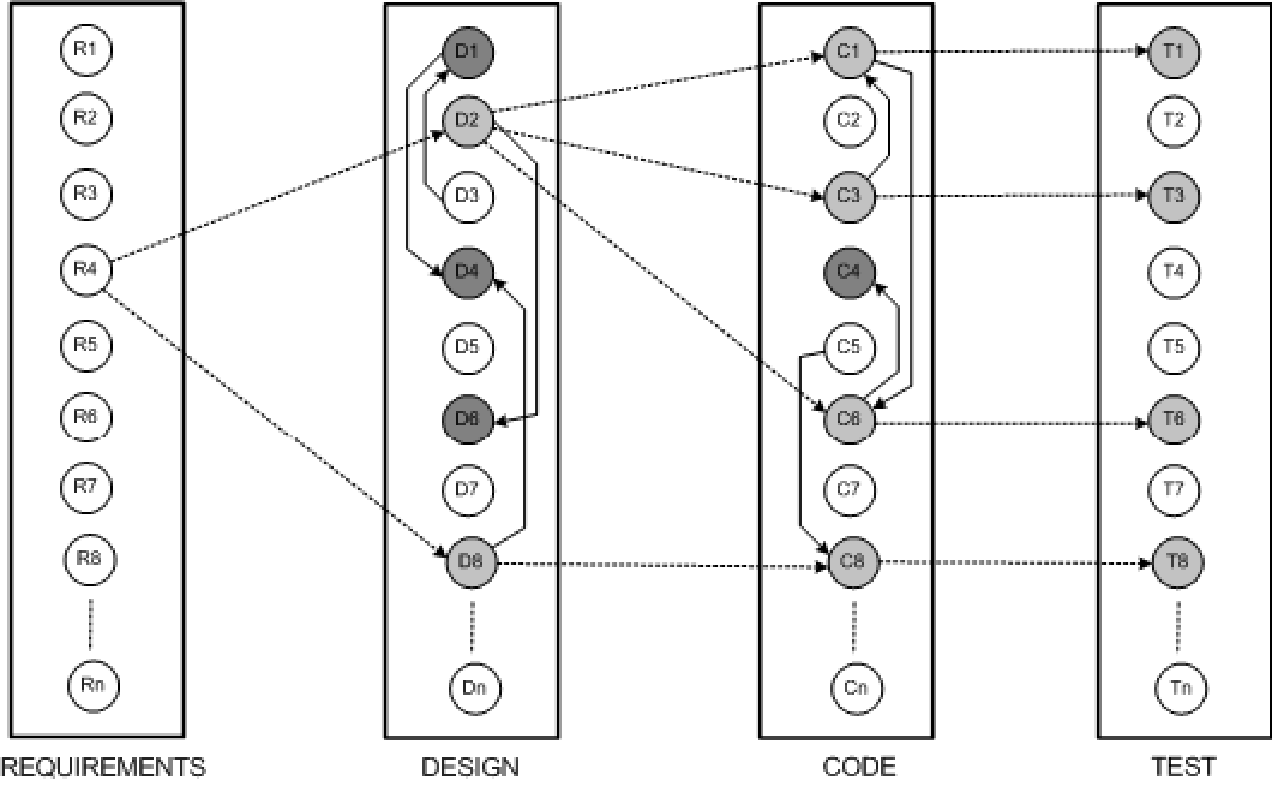 R1 D1 C1 T1
R2 D2 C2 T2
R3 D3 C3 T3
R4 D4 C4 T4
R5 D5 C5 T5
R6 D6 C6 T6
R7 D7 C7 T7
R8 D8 C8 T8
Rn Dn Cn Tn
REQUIREMENTS DESIGN CODE TEST